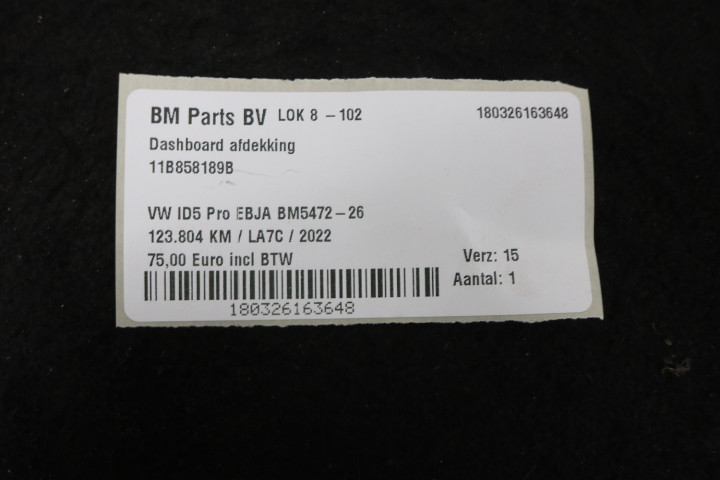 BM Parts BV LOK 8 - 102 180326163648
Dashboard afdekking
11B858189B
VW ID5 Pro EBJA BM5472-26
123.804 KM / LA7C / 2022
75,00 Euro incl BTW Verz: 15
Aantal: 1
180326163648